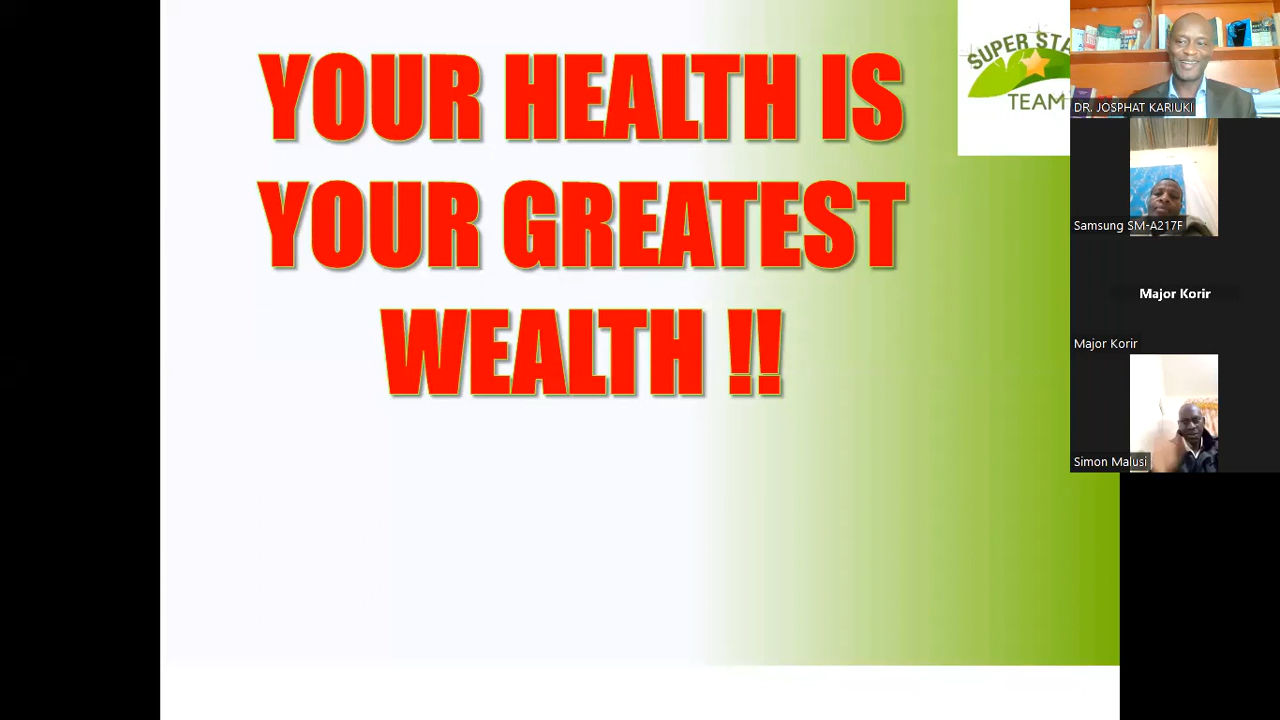 YOUR HEALTH IS
YOUR GREATEST
WEALTH !!
SUPER STA
TEAM
DR. JOSPHAT KARIUKI
Samsung SM-A217F
Major Korir
Major Korir
Simon Malusi